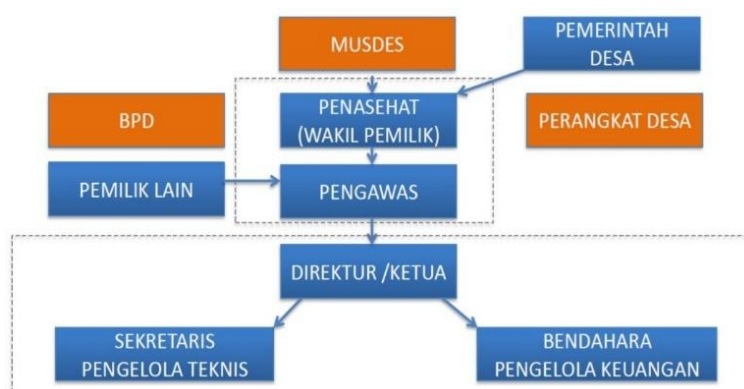 MUSDES
PEMERINTAH
DESA
BPD
PENASEHAT
(WAKIL PEMILIK)
PERANGKAT DESA
PEMILIK LAIN
PENGAWAS
DIREKTUR /KETUA
SEKRETARIS
PENGELOLA TEKNIS
BENDAHARA
PENGELOLA KEUANGAN